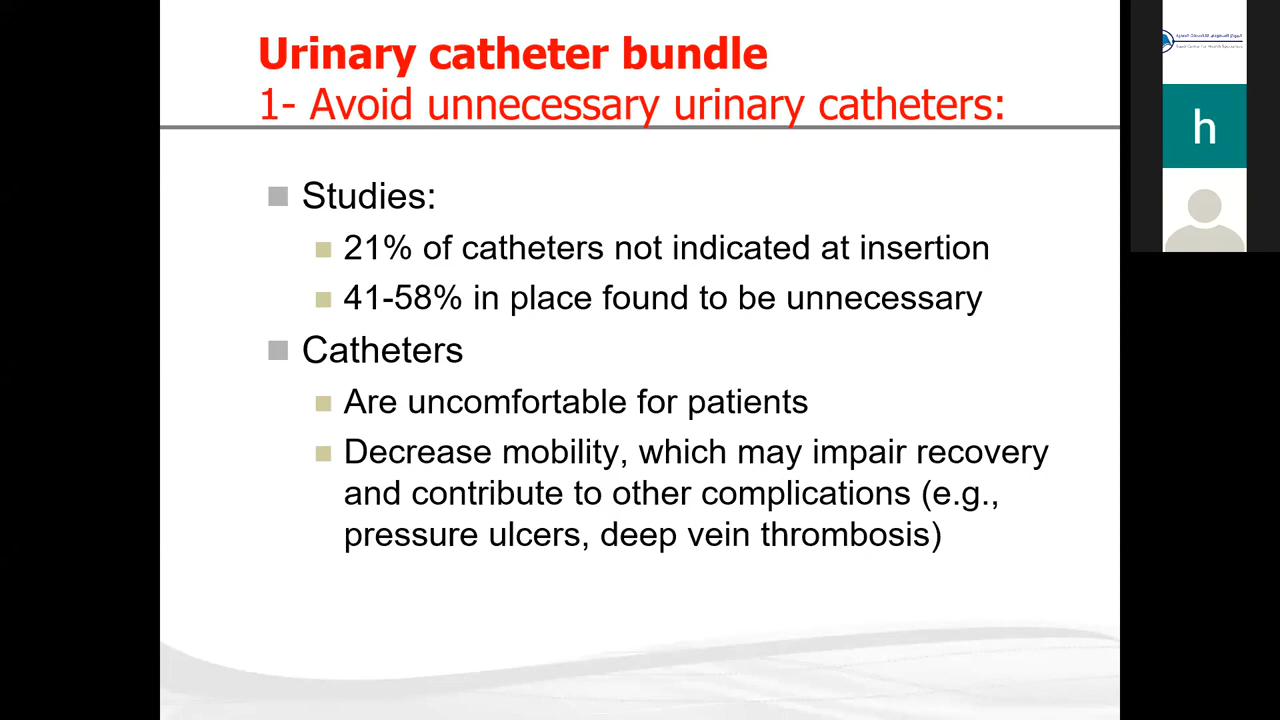 Urinary catheter bundle
1- Avoid unnecessary urinary catheters:
Studies:
21% of catheters not indicated at insertion
41-58% in place found to be unnecessary
Catheters
Are uncomfortable for patients
Decrease mobility, which may impair recovery
and contribute to other complications (e.g.,
pressure ulcers, deep vein thrombosis)
h